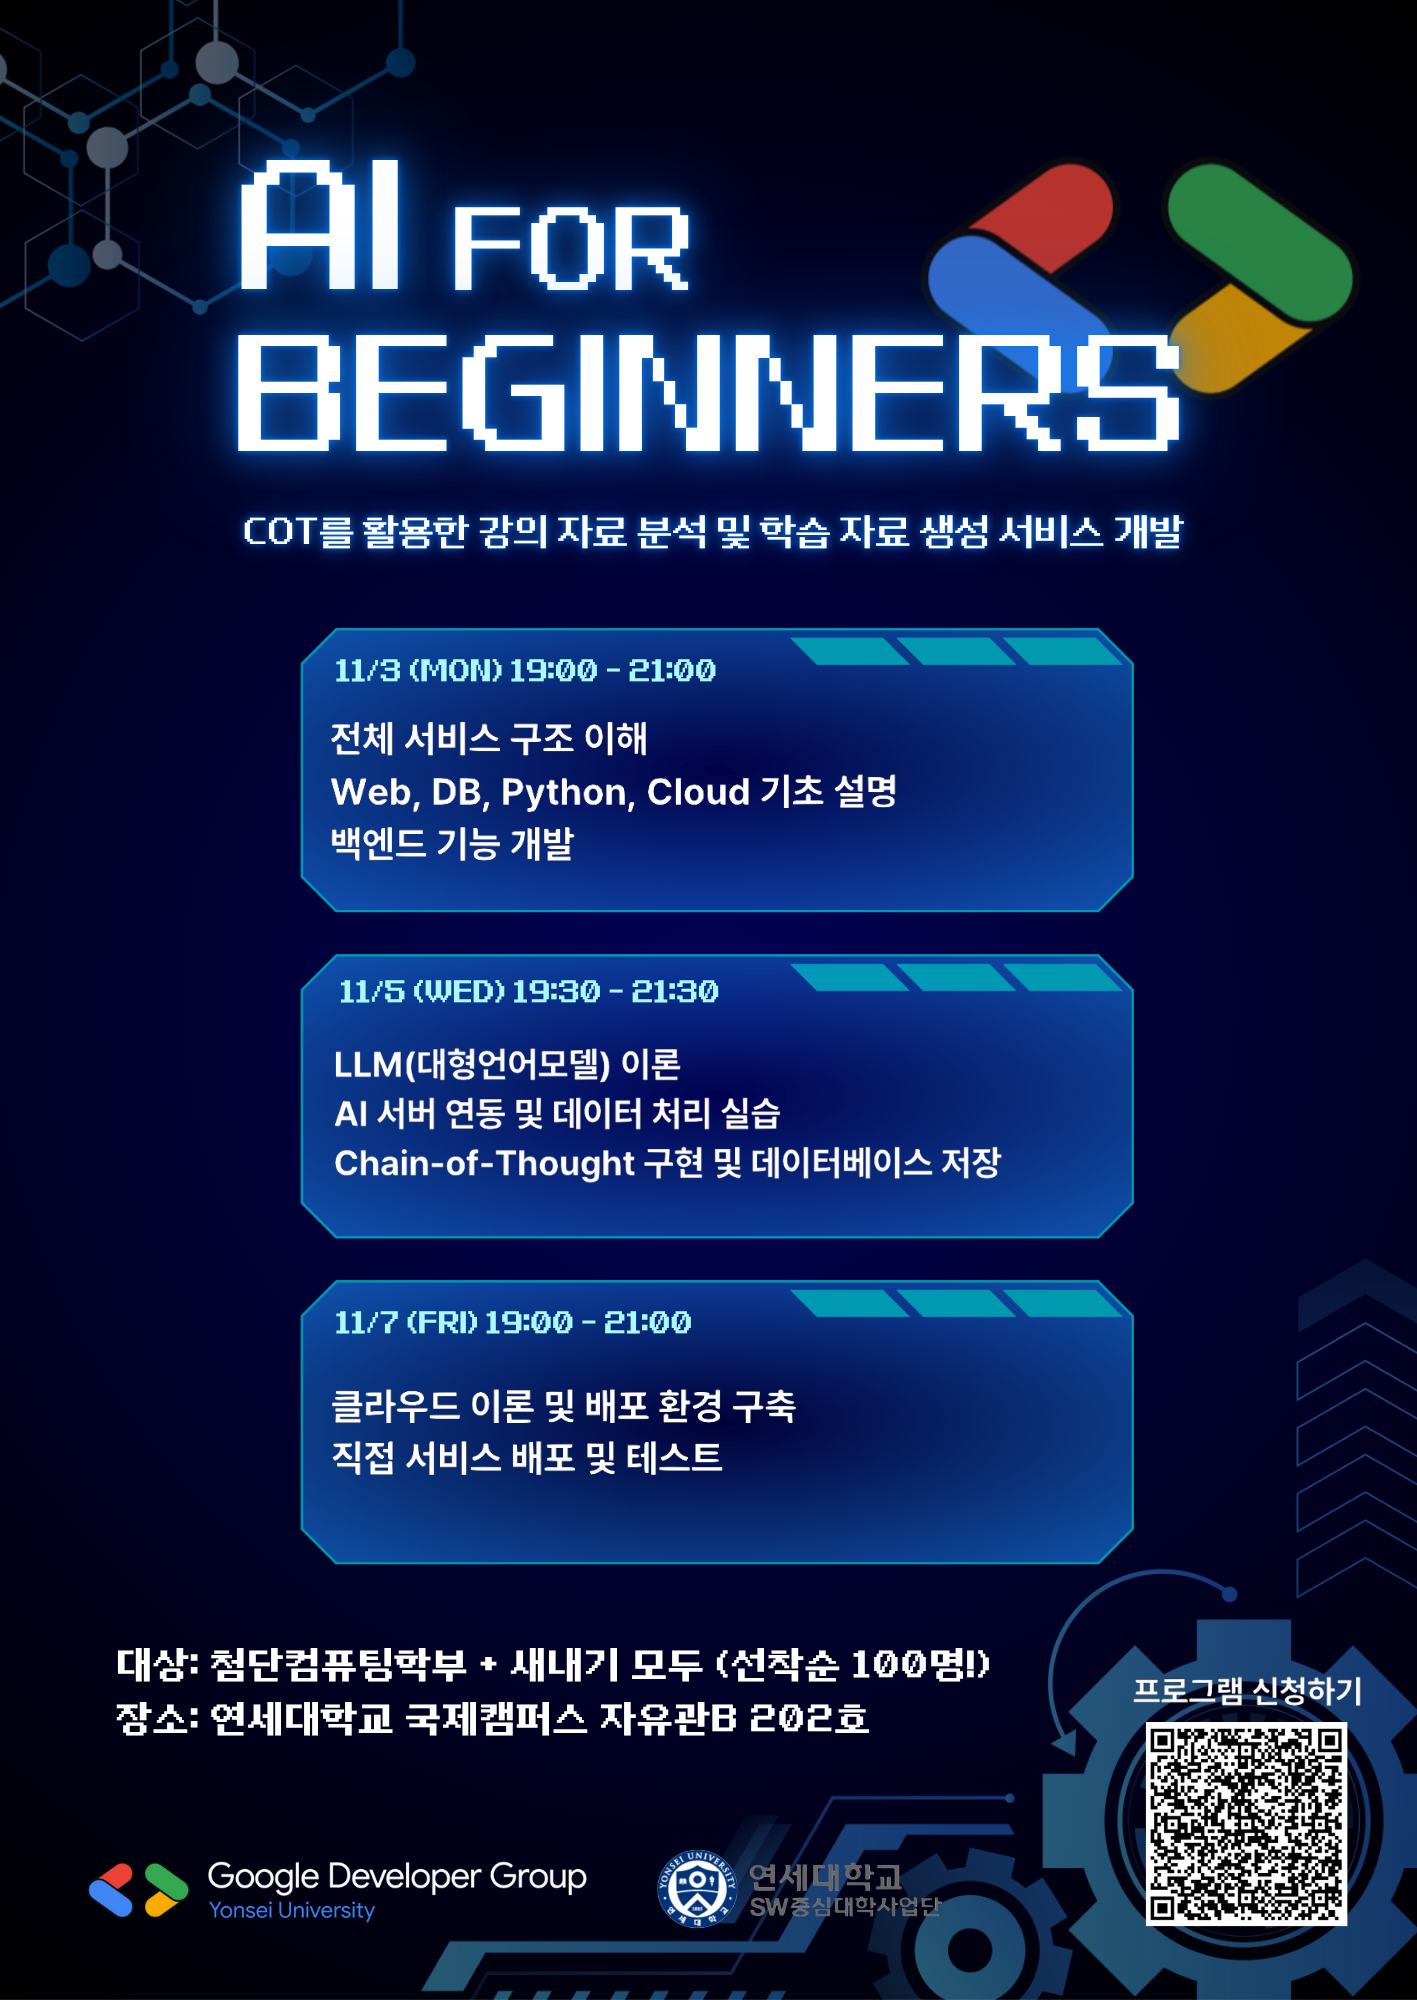 AI FOR
BEGINNERS
COT를 활용한 강의 자료 분석 및 학습 자료 생성 서비스 개발
11/3 (MON) 19:00 - 21:00
전체 서비스 구조 이해
Web, DB, Python, Cloud 기초 설명
백엔드 기능 개발
11/5 (WED) 19:30 - 21:30
LLM(대형언어모델) 이론
AI 서버 연동 및 데이터 처리 실습
Chain-of-Thought 구현 및 데이터베이스 저장
11/7 (FRI) 19:00 - 21:00
클라우드 이론 및 배포 환경 구축
직접 서비스 배포 및 테스트
대상: 첨단컴퓨팅학부 + 새내기 모두 (선착순 100명!)
장소: 연세대학교 국제캠퍼스 자유관B 202호
프로그램 신청하기
Google Developer Group
Yonsei University
YONSEI UNIVERSITY
연세대학교
연세대학교
SW중심대학사업단